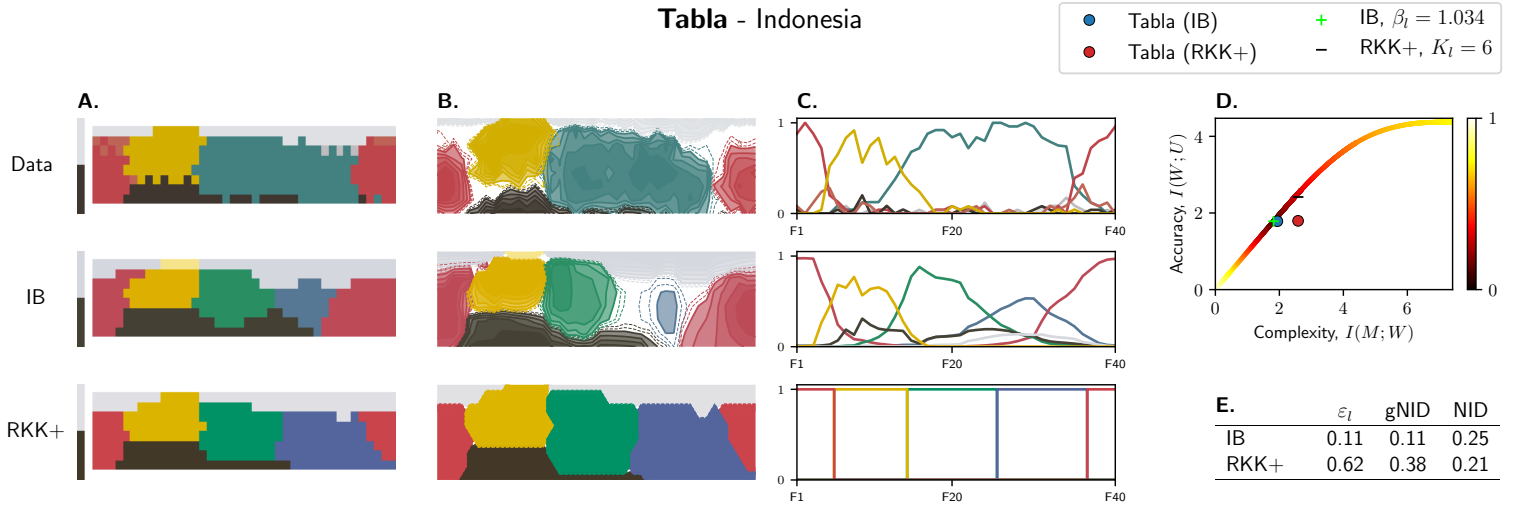 Tabla - Indonesia
Tabla (IB)
Tabla (RKK+)
IB, β_l = 1.034
RKK+, K_l = 6
A.
B.
C.
D.
Data
IB
RKK+
1
0
F1
F20
F40
1
0
F1
F20
F40
1
0
F1
F20
F40
Accuracy, I(W; U)
4
2
0
0
2
4
6
Complexity, I(M; W)
1
0
E.
ε_l gNID NID
IB 0.11 0.11 0.25
RKK+ 0.62 0.38 0.21